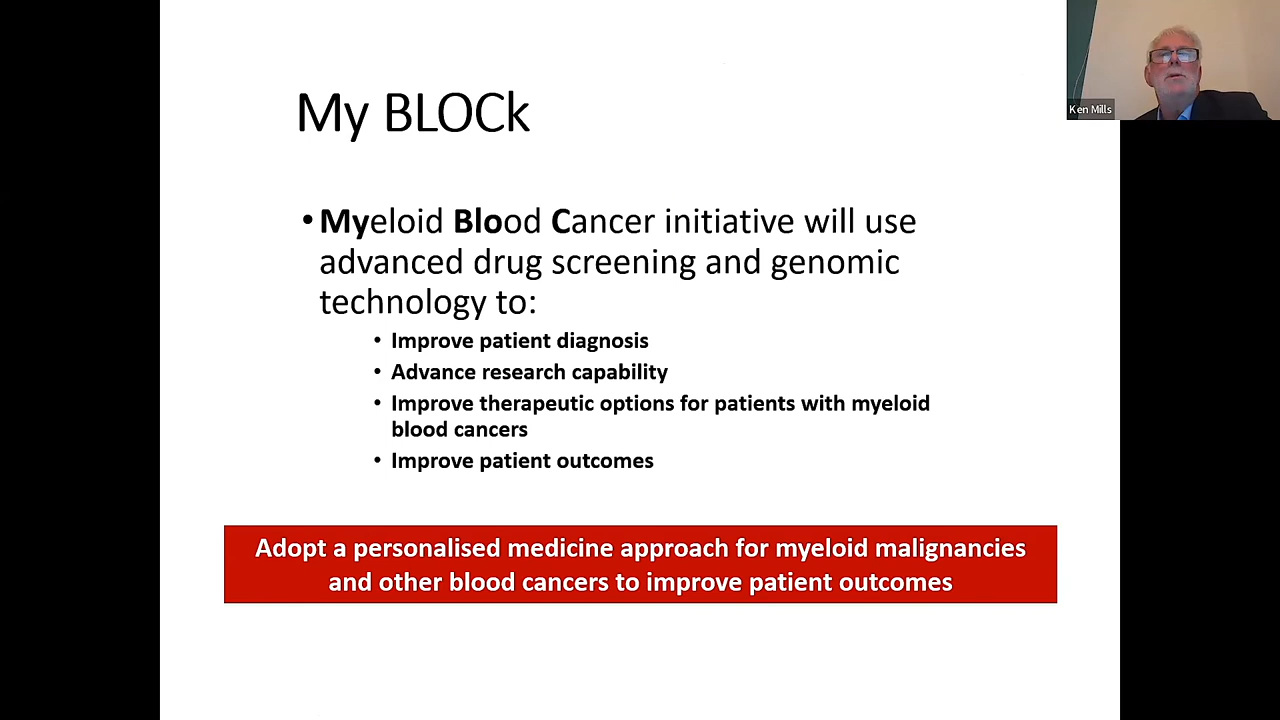 My BLOCk
Ken Mills
• Myeloid Blood Cancer initiative will use
advanced drug screening and genomic
technology to:
• Improve patient diagnosis
• Advance research capability
• Improve therapeutic options for patients with myeloid
blood cancers
• Improve patient outcomes
Adopt a personalised medicine approach for myeloid malignancies
and other blood cancers to improve patient outcomes